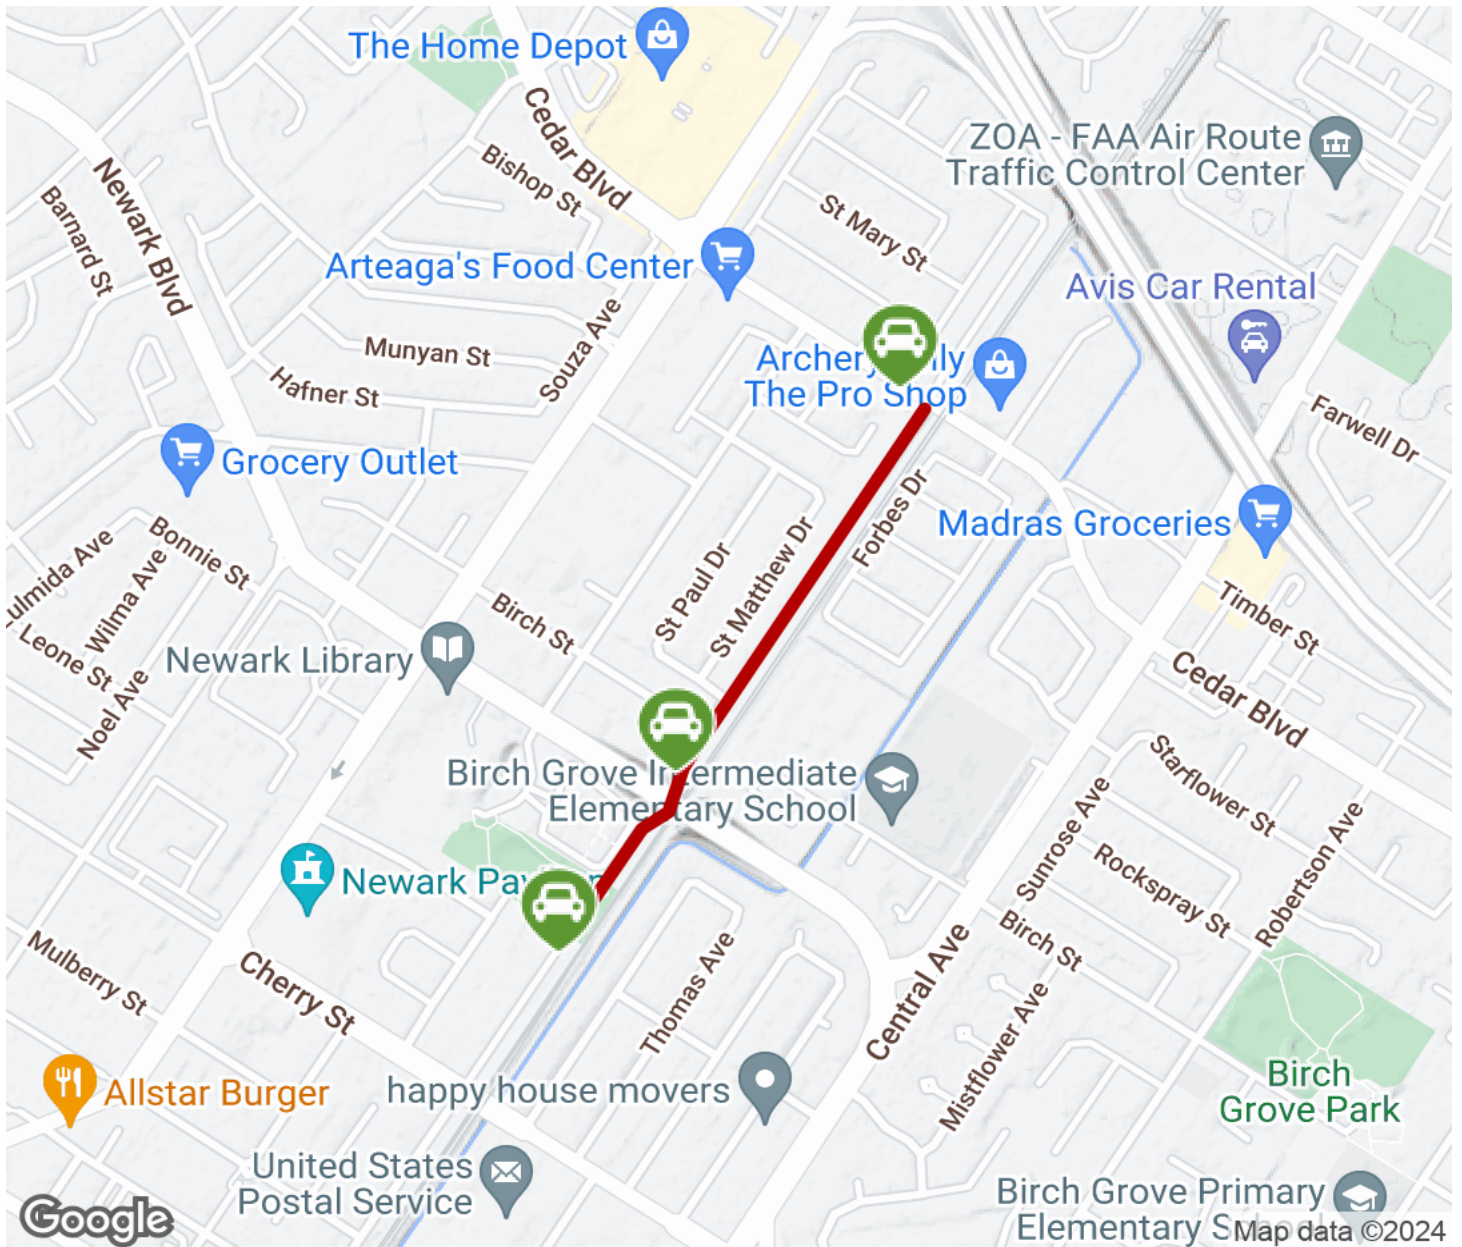 The Home Depot
Cedar Blvd
Bishop St
ZOA - FAA Air Route
Traffic Control Center
Newark Blvd
Barnard St
St Mary St
Arteaga's Food Center
Avis Car Rental
Souza Ave
Munyan St
Hafner St
The Pro Shop
Farwell Dr
Grocery Outlet
Forbes Dr
Madras Groceries
Bonnie St
Wilma Ave
Leone St
Noel Ave
St Paul Dr
St Matthew Dr
Birch St
Timber St
Newark Library
Cedar Blvd
Birch Grove Intermediate
Elementary School
Starflower St
Sunrose Ave
Robertson Ave
Rockspray St
Newark
Mulberry St
Cherry St
Thomas Ave
Central Ave
Birch St
Mistflower Ave
Birch
Grove Park
Allstar Burger
happy house movers
United States
Postal Service
Birch Grove Primary
Elementary
Google
Map data ©2024